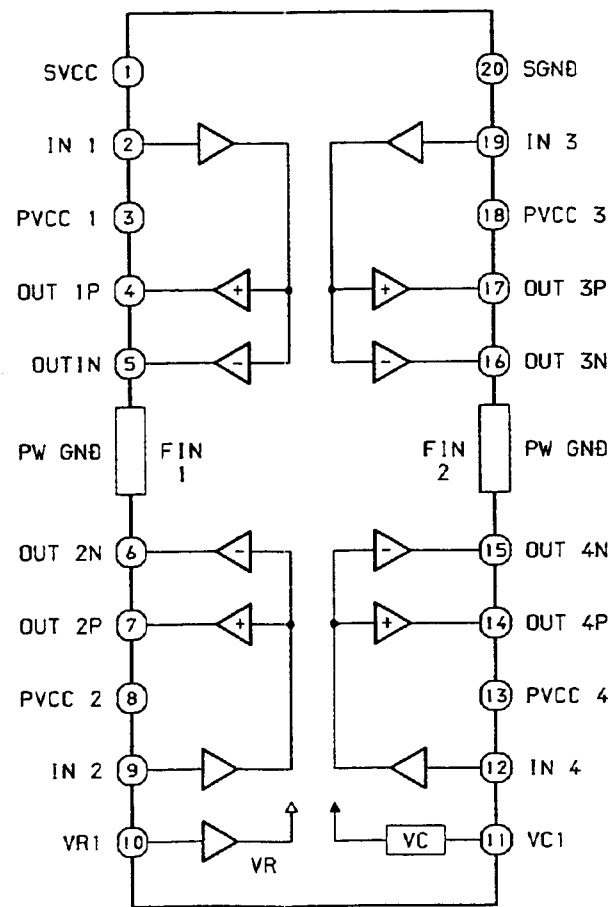 SVCC 1 20 SGND
IN 1 2 19 IN 3
PVCC 1 3 18 PVCC 3
OUT 1P 4 + + 17 OUT 3P
OUTIN 5 - - 16 OUT 3N
PW GND FIN 1 FIN 2 PW GND
OUT 2N 6 - - 15 OUT 4N
OUT 2P 7 + + 14 OUT 4P
PVCC 2 8 13 PVCC 4
IN 2 9 12 IN 4
VR1 10 VR VC 11 VC1